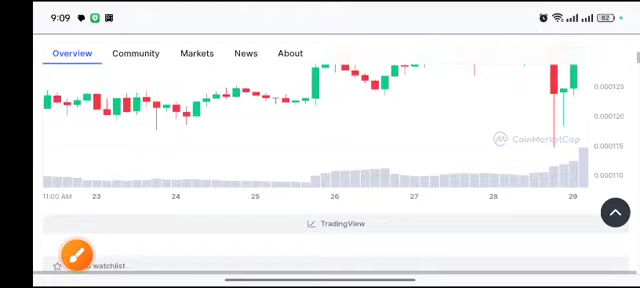 9:09
82
Overview Community Markets News About
0.000125
0.000120
CoinMarketCap
0.000115
0.000110
11:00 AM 23 24 25 26 27 28 29
TradingView
watchlist